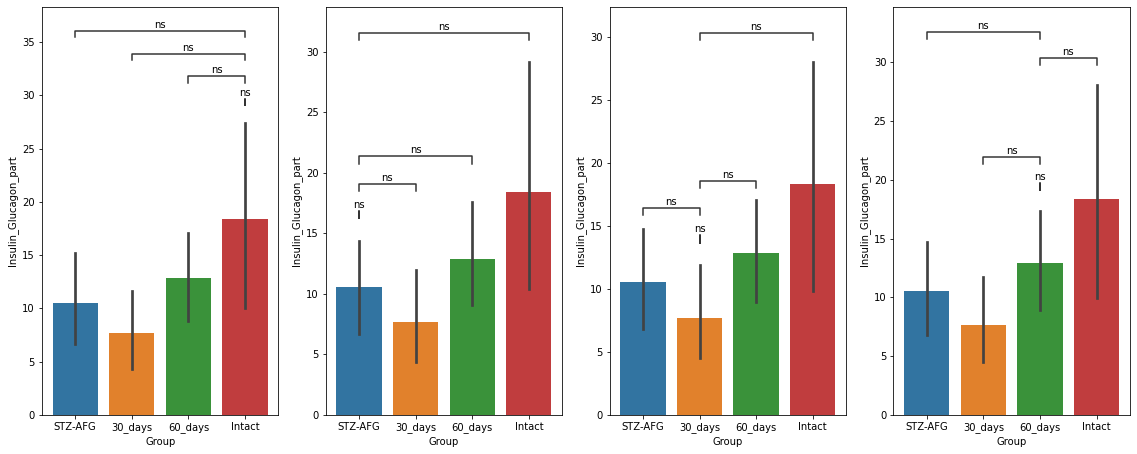 35
30
25
20
15
10
5
0
Insulin_Glucagon_part
ns
ns
ns
ns
STZ-AFG 30_days 60_days Intact
Group
30
25
20
15
10
5
0
Insulin_Glucagon_part
ns
ns
ns
ns
STZ-AFG 30_days 60_days Intact
Group
30
25
20
15
10
5
0
Insulin_Glucagon_part
ns
ns
ns
ns
STZ-AFG 30_days 60_days Intact
Group
30
25
20
15
10
5
0
Insulin_Glucagon_part
ns
ns
ns
ns
STZ-AFG 30_days 60_days Intact
Group